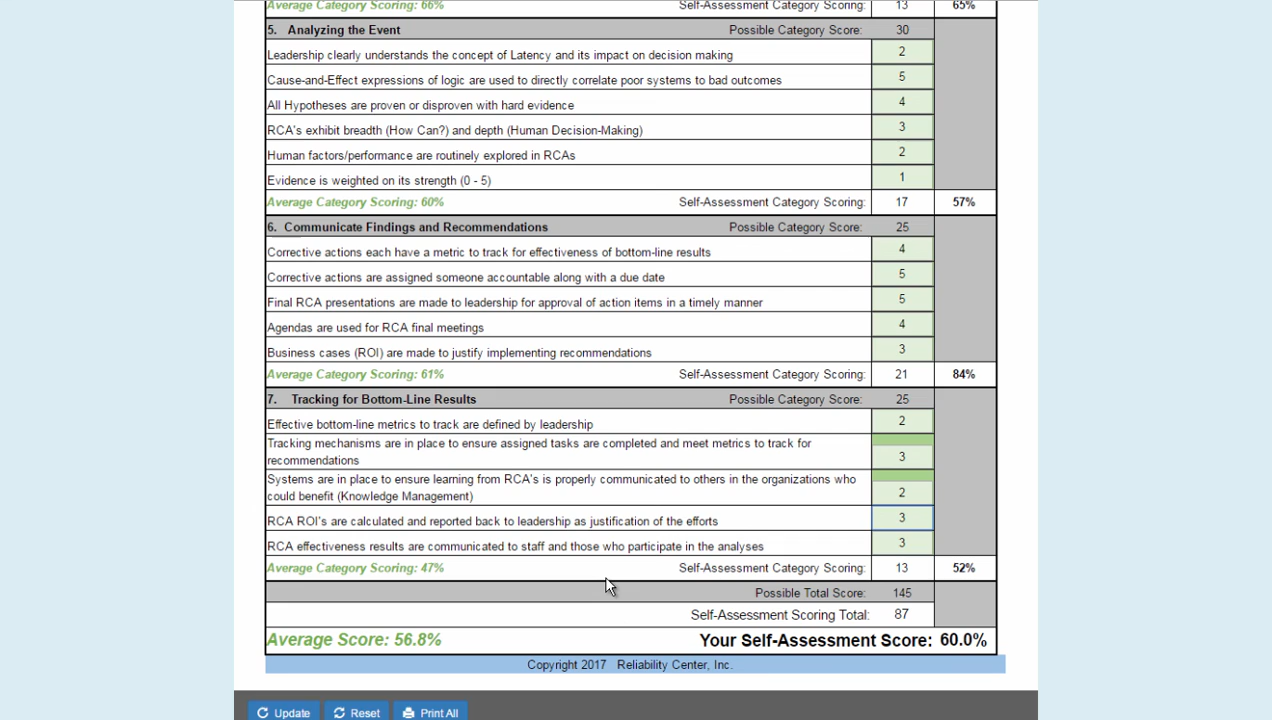 Average Category Scoring: 66% Self-Assessment Category Scoring: 13 65%
5. Analyzing the Event Possible Category Score: 30
Leadership clearly understands the concept of Latency and its impact on decision making 2
Cause-and-Effect expressions of logic are used to directly correlate poor systems to bad outcomes 5
All Hypotheses are proven or disproven with hard evidence 4
RCA's exhibit breadth (How Can?) and depth (Human Decision-Making) 3
Human factors/performance are routinely explored in RCAs 2
Evidence is weighted on its strength (0 - 5) 1
Average Category Scoring: 60% Self-Assessment Category Scoring: 17 57%
6. Communicate Findings and Recommendations Possible Category Score: 25
Corrective actions each have a metric to track for effectiveness of bottom-line results 4
Corrective actions are assigned someone accountable along with a due date 5
Final RCA presentations are made to leadership for approval of action items in a timely manner 5
Agendas are used for RCA final meetings 4
Business cases (ROI) are made to justify implementing recommendations 3
Average Category Scoring: 61% Self-Assessment Category Scoring: 21 84%
7. Tracking for Bottom-Line Results Possible Category Score: 25
Effective bottom-line metrics to track are defined by leadership 2
Tracking mechanisms are in place to ensure assigned tasks are completed and meet metrics to track for
recommendations 3
Systems are in place to ensure learning from RCA's is properly communicated to others in the organizations who
could benefit (Knowledge Management) 2
RCA ROI's are calculated and reported back to leadership as justification of the efforts 3
RCA effectiveness results are communicated to staff and those who participate in the analyses 3
Average Category Scoring: 47% Self-Assessment Category Scoring: 13 52%
Possible Total Score: 145
Self-Assessment Scoring Total: 87
Average Score: 56.8% Your Self-Assessment Score: 60.0%
Copyright 2017 Reliability Center, Inc.
Update Reset Print All